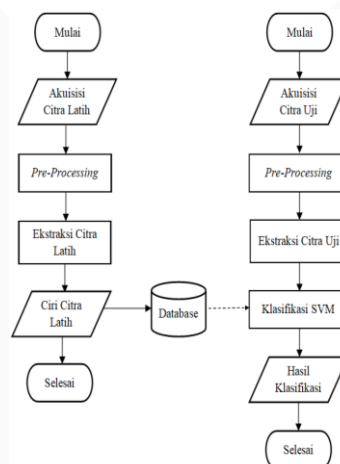 Mulai
Akuisisi
Citra Latih
Pre-Processing
Ekstraksi Citra
Latih
Ciri Citra
Latih
Selesai
Database
Mulai
Akuisisi
Citra Uji
Pre-Processing
Ekstraksi Citra Uji
Klasifikasi SVM
Hasil
Klasifikasi
Selesai